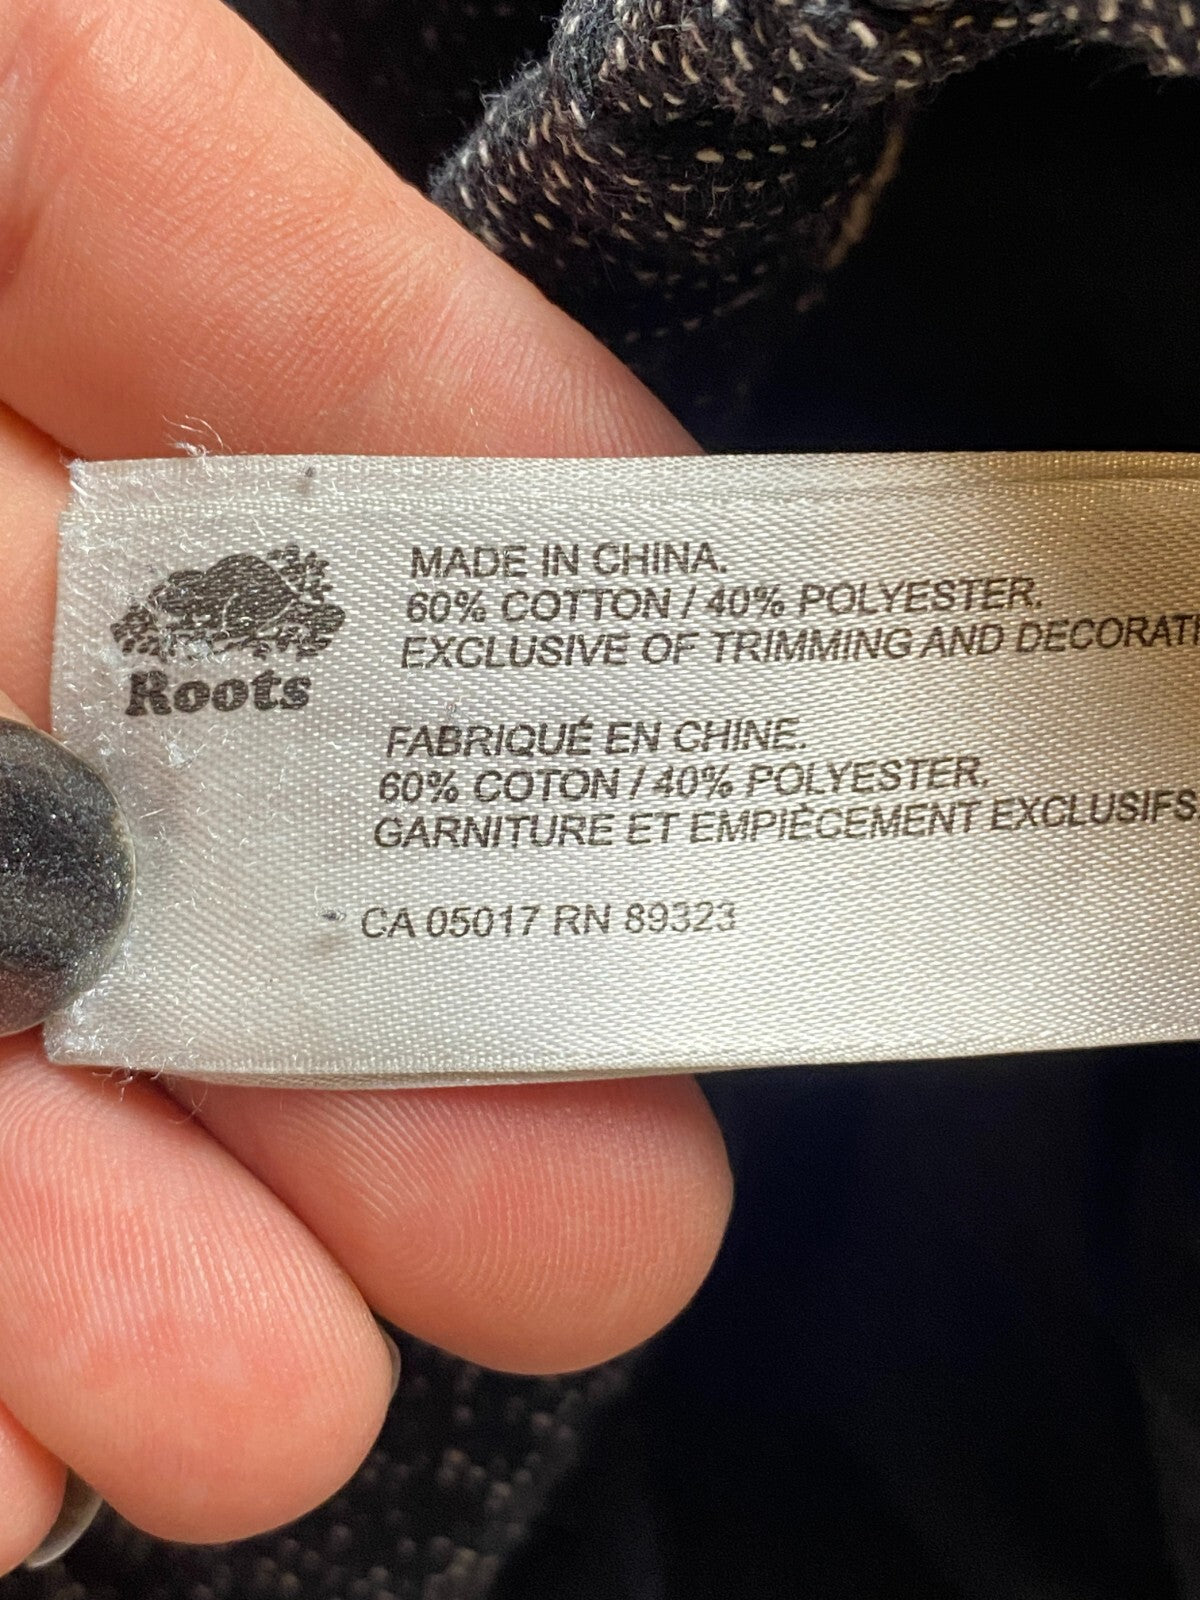 Roots
MADE IN CHINA.
60% COTTON / 40% POLYESTER.
EXCLUSIVE OF TRIMMING AND DECORATI
FABRIQUÉ EN CHINE.
60% COTON / 40% POLYESTER.
GARNITURE ET EMPIÈCEMENT EXCLUSIFS
CA 05017 RN 89323